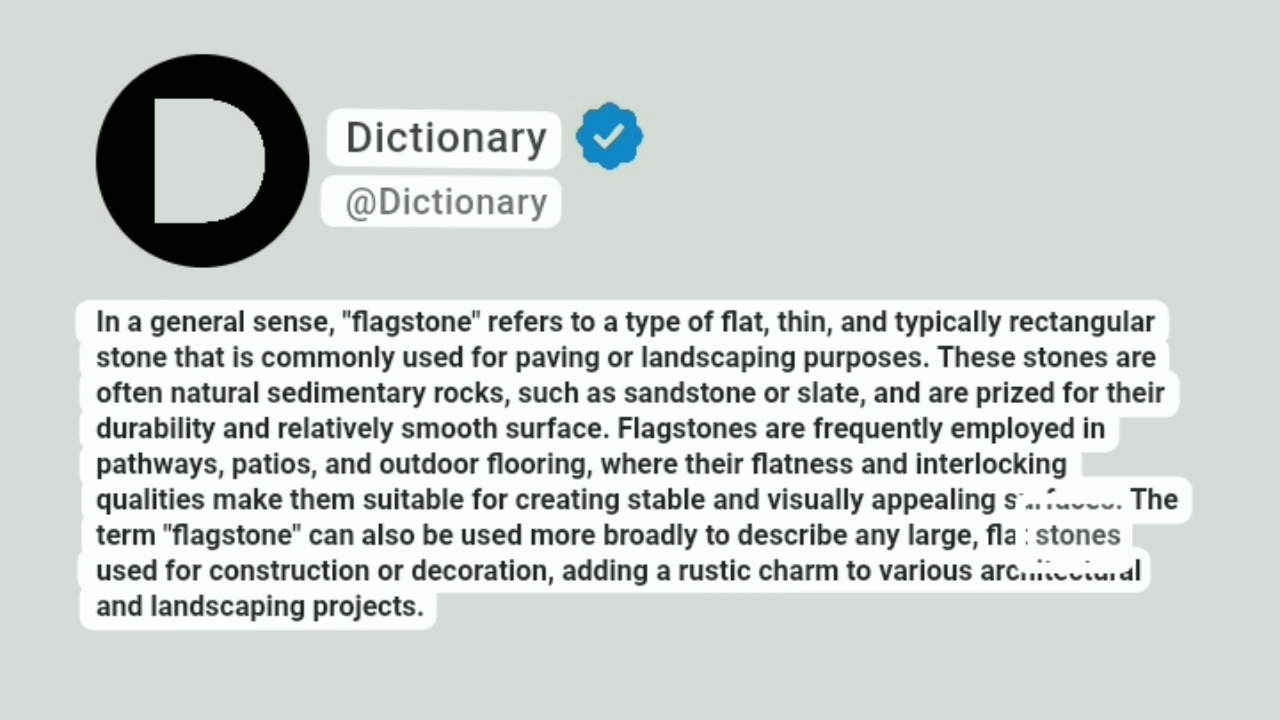 D
Dictionary
@Dictionary
In a general sense, "flagstone" refers to a type of flat, thin, and typically rectangular
stone that is commonly used for paving or landscaping purposes. These stones are
often natural sedimentary rocks, such as sandstone or slate, and are prized for their
durability and relatively smooth surface. Flagstones are frequently employed in
pathways, patios, and outdoor flooring, where their flatness and interlocking
qualities make them suitable for creating stable and visually appealing surfaces. The
term "flagstone" can also be used more broadly to describe any large, flat stones
used for construction or decoration, adding a rustic charm to various architectural
and landscaping projects.